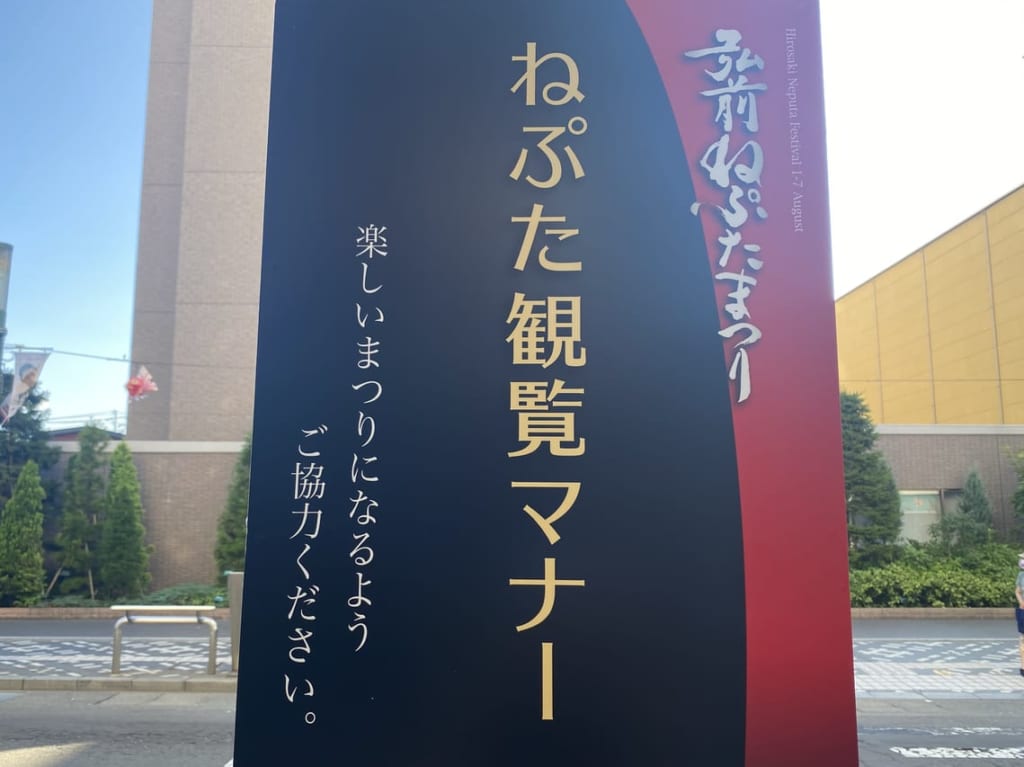 弘前ねぷたまつり
Hirosaki Neputa Festival 1-7 August
ねぷた観覧マナー
楽しいまつりになるよう
ご協力ください。